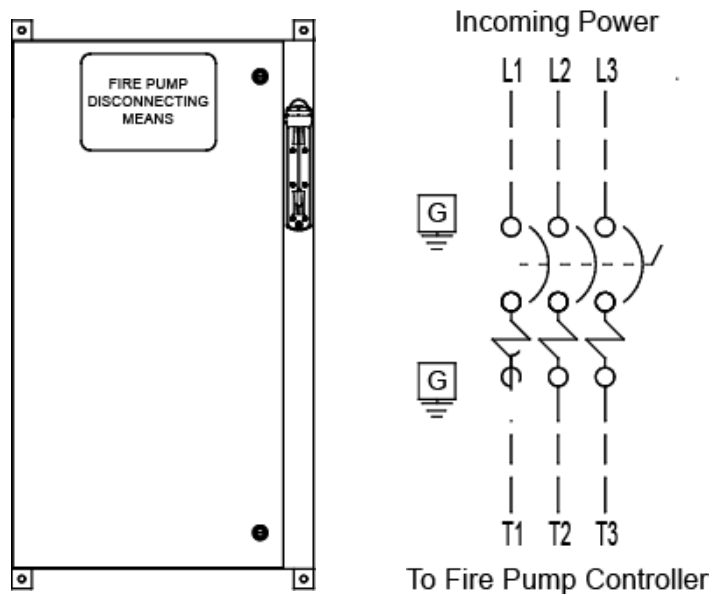 FIRE PUMP
DISCONNECTING
MEANS
Incoming Power
L1 L2 L3
G
G
T1 T2 T3
To Fire Pump Controller